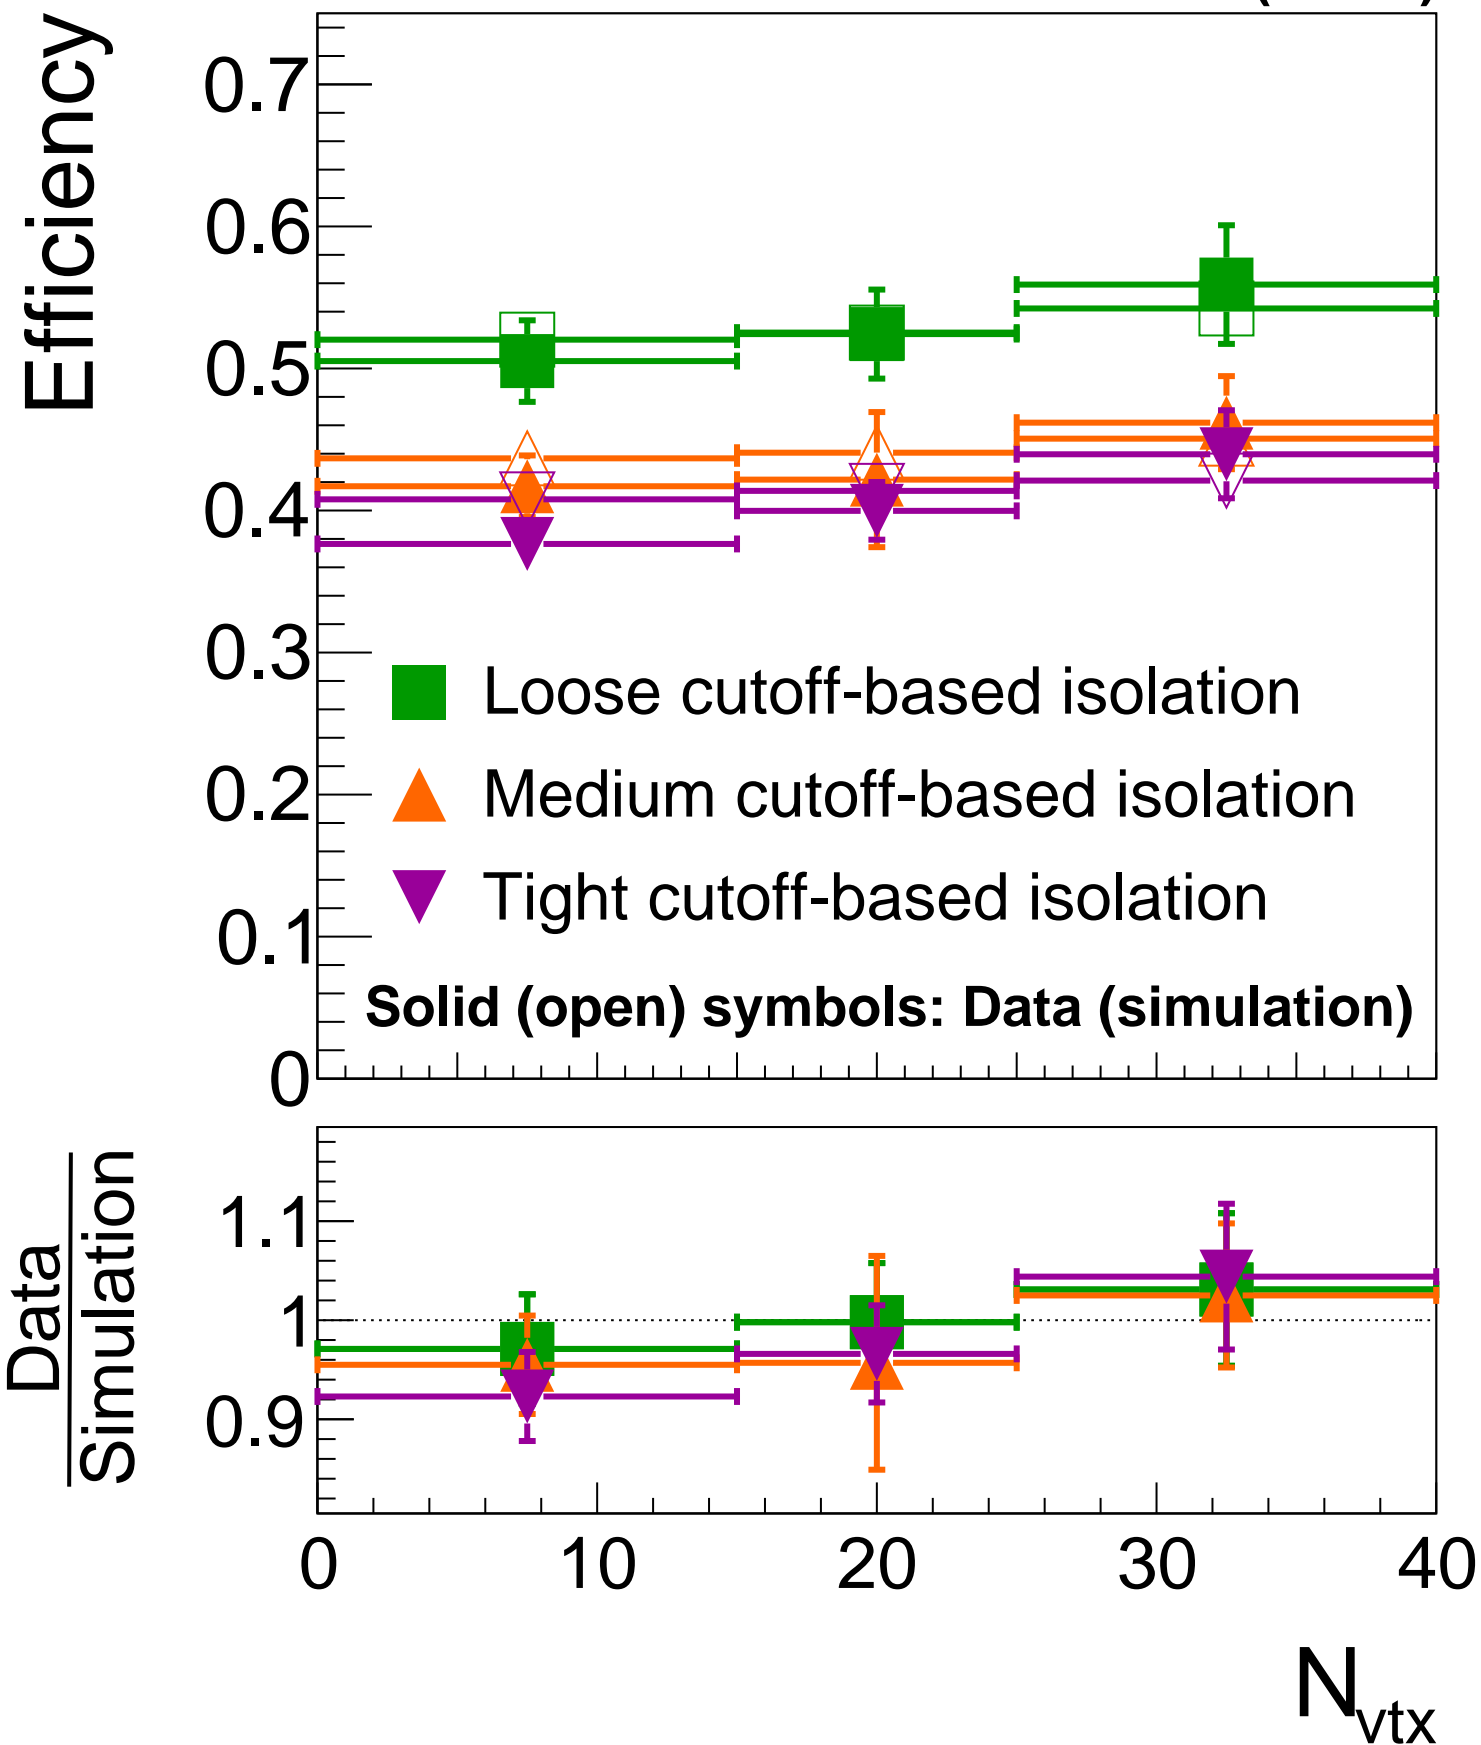 Efficiency
0.7
0.6
0.5
0.4
0.3
0.2
0.1
0
Loose cutoff-based isolation
Medium cutoff-based isolation
Tight cutoff-based isolation
Solid (open) symbols: Data (simulation)
Data
Simulation
1.1
1
0.9
0 10 20 30 40
N_vtx